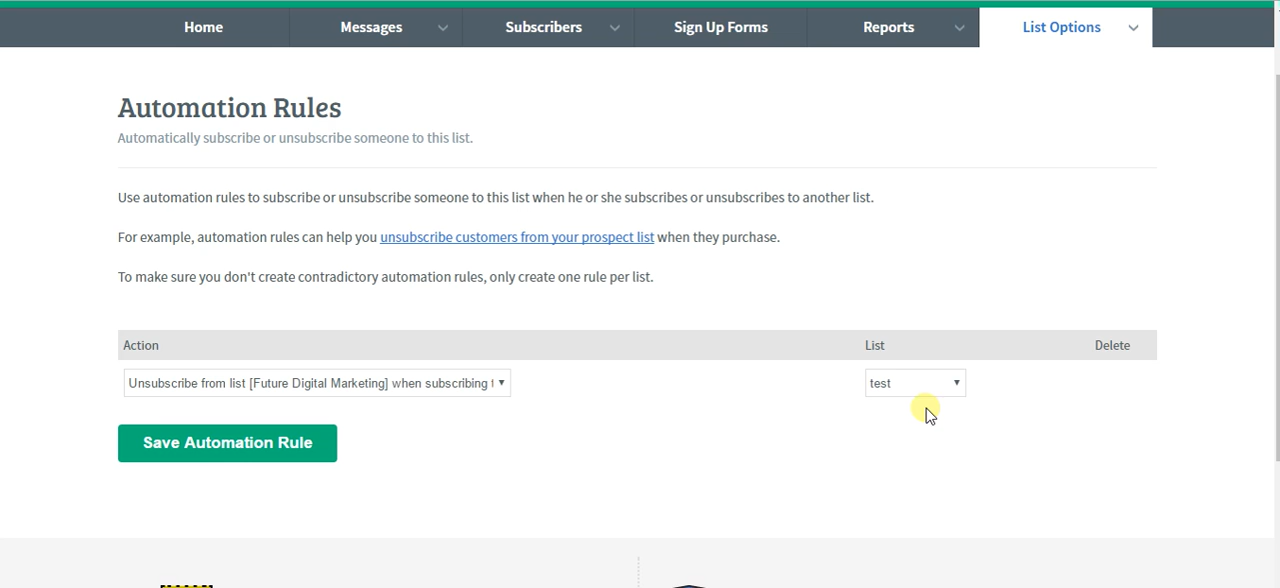 Home Messages Subscribers Sign Up Forms Reports List Options
Automation Rules
Automatically subscribe or unsubscribe someone to this list.
Use automation rules to subscribe or unsubscribe someone to this list when he or she subscribes or unsubscribes to another list.
For example, automation rules can help you unsubscribe customers from your prospect list when they purchase.
To make sure you don't create contradictory automation rules, only create one rule per list.
Action List Delete
Unsubscribe from list [Future Digital Marketing] when subscribing test
Save Automation Rule